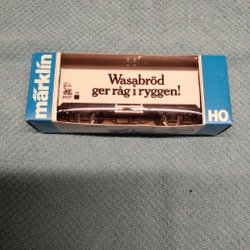 märklin
Wasabröd
ger råg i ryggen!
HO